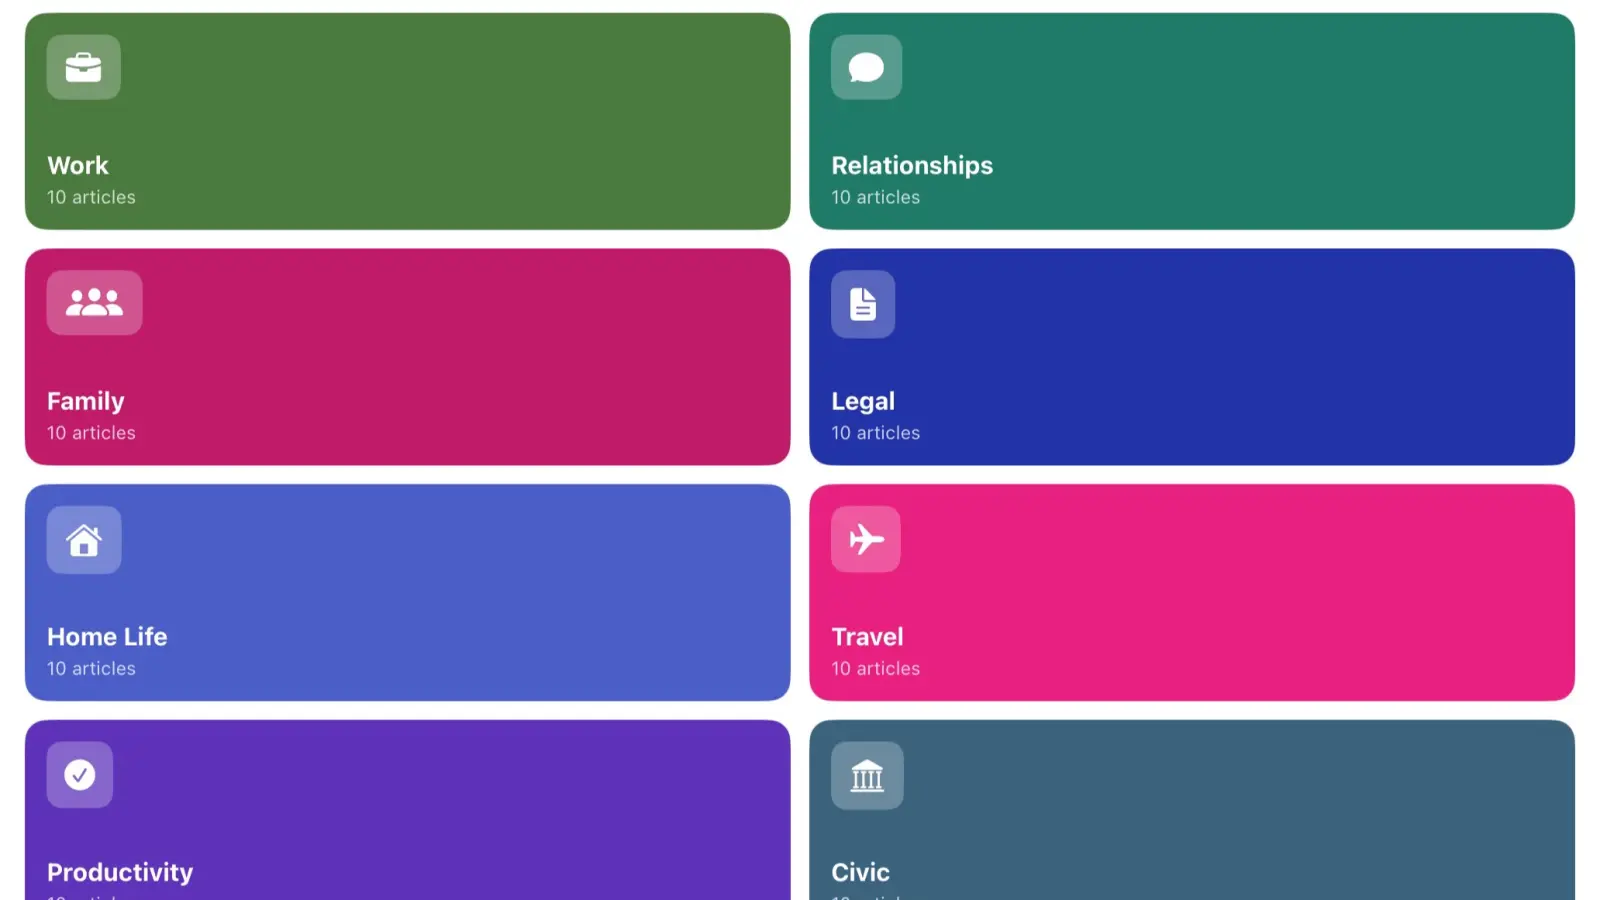 Work
10 articles
Relationships
10 articles
Family
10 articles
Legal
10 articles
Home Life
10 articles
Travel
10 articles
Productivity
Civic